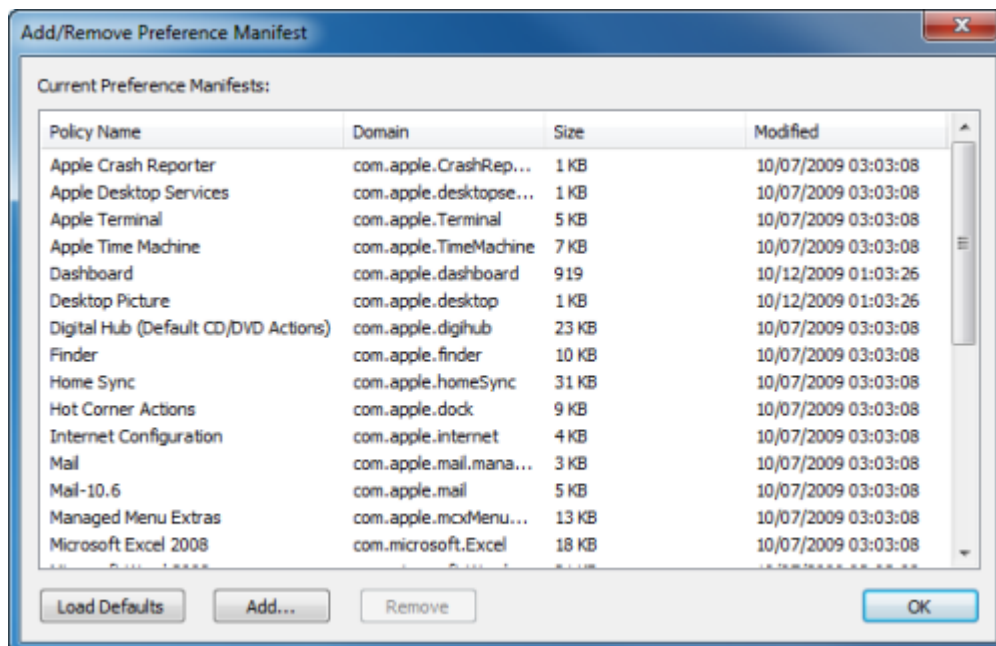 Add/Remove Preference Manifest
Current Preference Manifests:
Policy Name Domain Size Modified
Apple Crash Reporter com.apple.CrashRep... 1 KB 10/07/2009 03:03:08
Apple Desktop Services com.apple.desktopse... 1 KB 10/07/2009 03:03:08
Apple Terminal com.apple.Terminal 5 KB 10/07/2009 03:03:08
Apple Time Machine com.apple.TimeMachine 7 KB 10/07/2009 03:03:08
Dashboard com.apple.dashboard 919 10/12/2009 01:03:26
Desktop Picture com.apple.desktop 1 KB 10/12/2009 01:03:26
Digital Hub (Default CD/DVD Actions) com.apple.digihub 23 KB 10/07/2009 03:03:08
Finder com.apple.finder 10 KB 10/07/2009 03:03:08
Home Sync com.apple.homeSync 31 KB 10/07/2009 03:03:08
Hot Corner Actions com.apple.dock 9 KB 10/07/2009 03:03:08
Internet Configuration com.apple.internet 4 KB 10/07/2009 03:03:08
Mail com.apple.mail.mana... 3 KB 10/07/2009 03:03:08
Mail-10.6 com.apple.mail 5 KB 10/07/2009 03:03:08
Managed Menu Extras com.apple.mcxMenu... 13 KB 10/07/2009 03:03:08
Microsoft Excel 2008 com.microsoft.Excel 18 KB 10/07/2009 03:03:08
Load Defaults Add... Remove OK